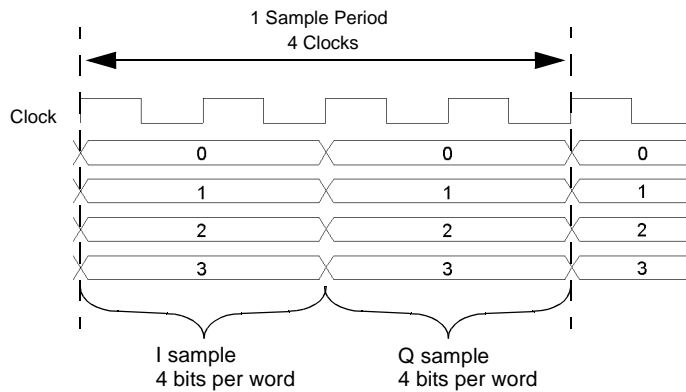 1 Sample Period
4 Clocks
Clock
0 0 0
1 1 1
2 2 2
3 3 3
I sample
4 bits per word
Q sample
4 bits per word